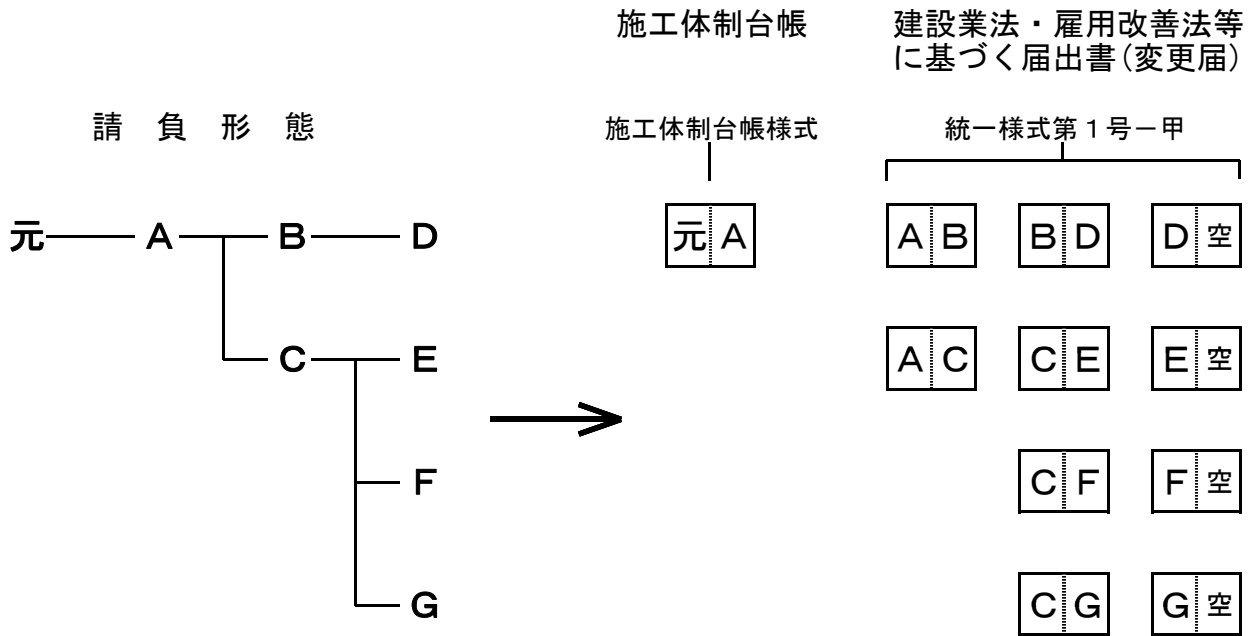 施工体制台帳
建設業法・雇用改善法等
に基づく届出書(変更届)
請負形態
施工体制台帳様式
統一様式第1号-甲
元 A B D
元 A
A B
B D
D 空
C E
A C
C E
E 空
F
C F
F 空
G
C G
G 空